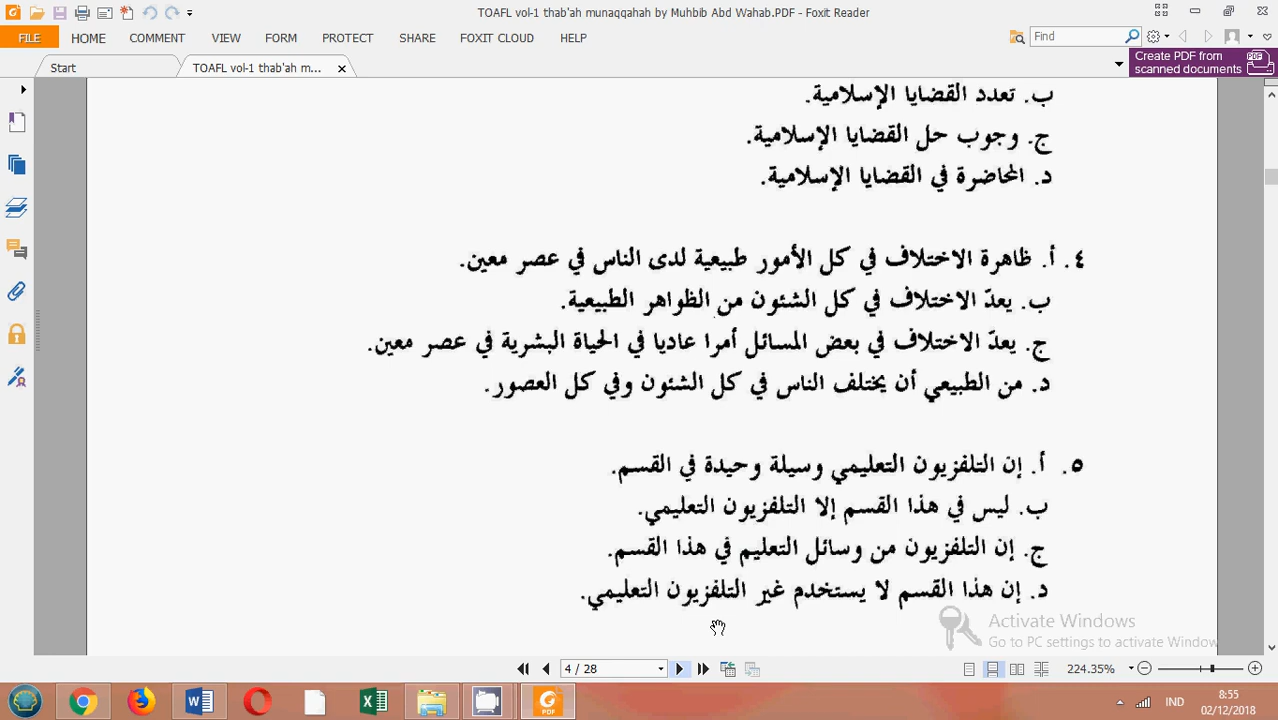 TOAFL vol-1 thab'ah munaqqahah by Muhbib Abd Wahab.PDF - Foxit Reader
FILE HOME COMMENT VIEW FORM PROTECT SHARE FOXIT CLOUD HELP
Find
Start
TOAFL vol-1 thab'ah m...
Create PDF from
scanned documents
PDF
ب. تعدد القضايا الإسلامية.
ج. وجوب حل القضايا الإسلامية.
د. المحاضرة في القضايا الإسلامية.
٤. أ. ظاهرة الاختلاف في كل الأمور طبيعية لدى الناس في عصر معين.
ب. يعدّ الاختلاف في كل الشئون من الظواهر الطبيعية.
ج. يعدّ الاختلاف في بعض المسائل أمرا عاديا في الحياة البشرية في عصر معين.
د. من الطبيعي أن يختلف الناس في كل الشئون وفي كل العصور.
٥. أ. إن التلفزيون التعليمي وسيلة وحيدة في القسم.
ب. ليس في هذا القسم إلا التلفزيون التعليمي.
ج. إن التلفزيون من وسائل التعليم في هذا القسم.
د. إن هذا القسم لا يستخدم غير التلفزيون التعليمي.
Activate Windows
Go to PC settings to activate Window
4 / 28
224.35%
PDF
IND
8:55
02/12/2018